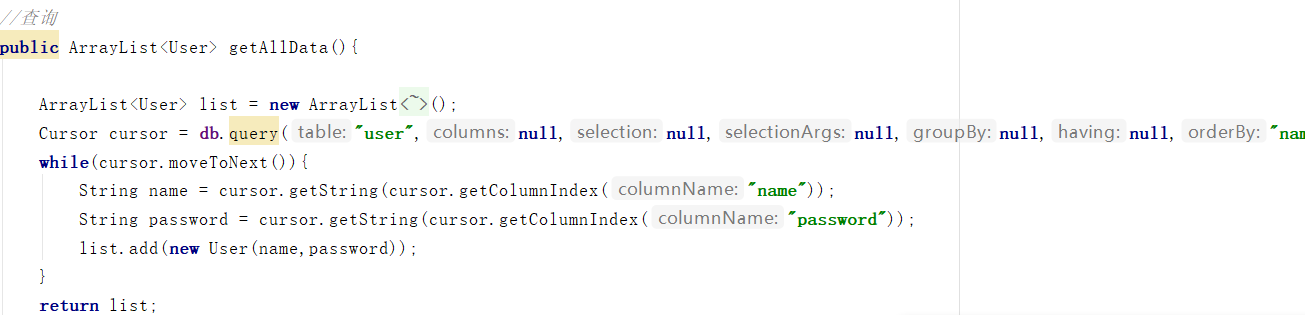 //查询
public ArrayList<User> getAllData(){
ArrayList<User> list = new ArrayList<~>();
Cursor cursor = db.query( table: "user", columns: null, selection: null, selectionArgs: null, groupBy: null, having: null, orderBy: "nam
while(cursor.moveToNext()){
String name = cursor.getString(cursor.getColumnIndex( columnName: "name"));
String password = cursor.getString(cursor.getColumnIndex( columnName: "password"));
list.add(new User(name,password));
}
return list;